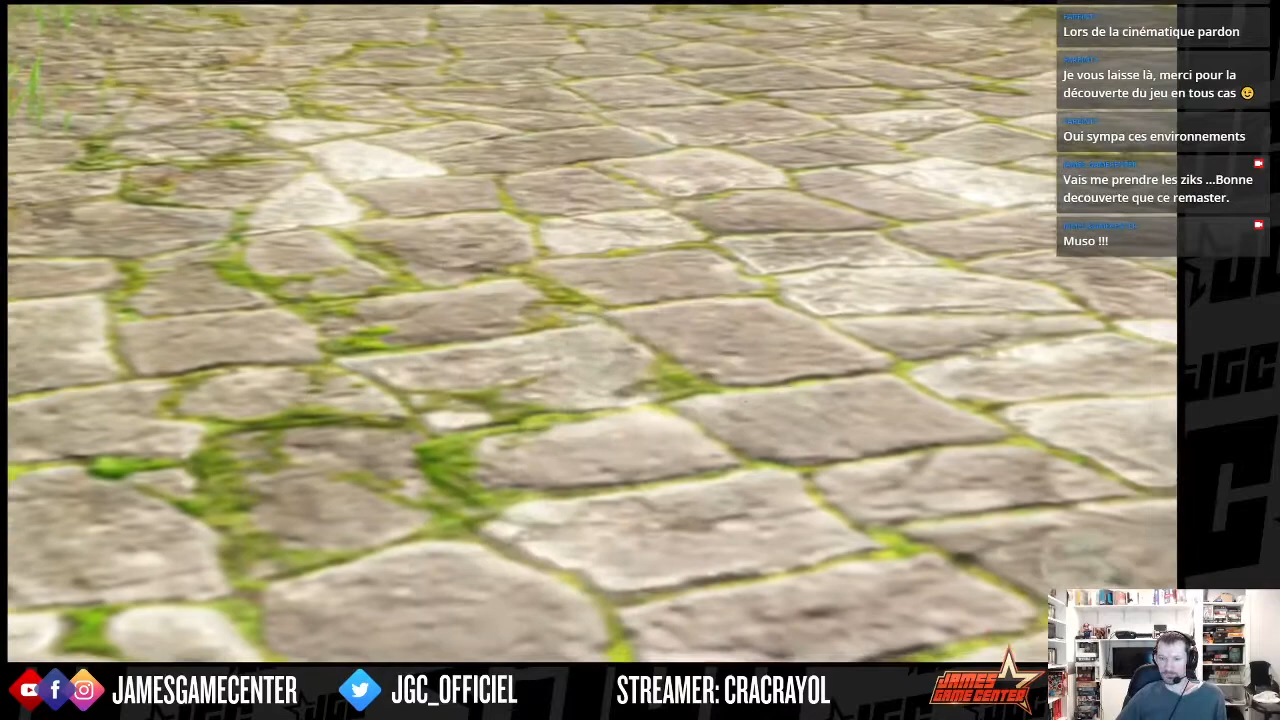 Lors de la cinématique pardon
Je vous laisse là, merci pour la
découverte du jeu en tous cas
Oui sympa ces environnements
Vais me prendre les ziks ...Bonne
decouverte que ce remaster.
Muso !!!
JGC
JAMESGAMECENTER
JGC_OFFICIEL
STREAMER: CRACRAYOL
JAMES
GAME CENTER